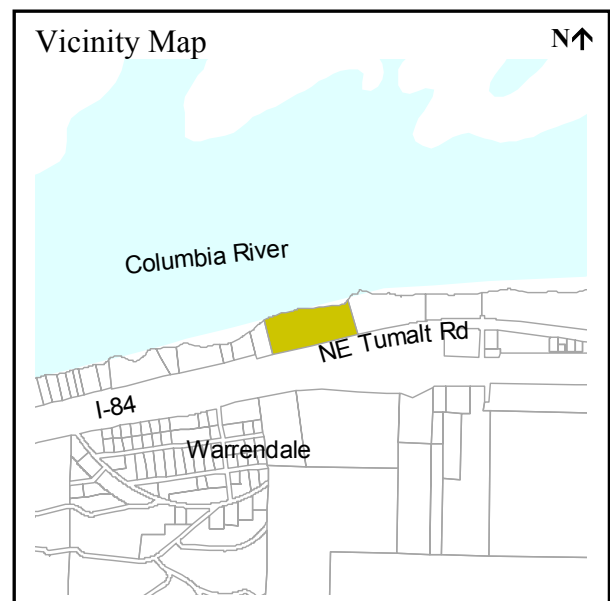 Vicinity Map
N↑
Columbia River
NE Tumalt Rd
I-84
Warrendale